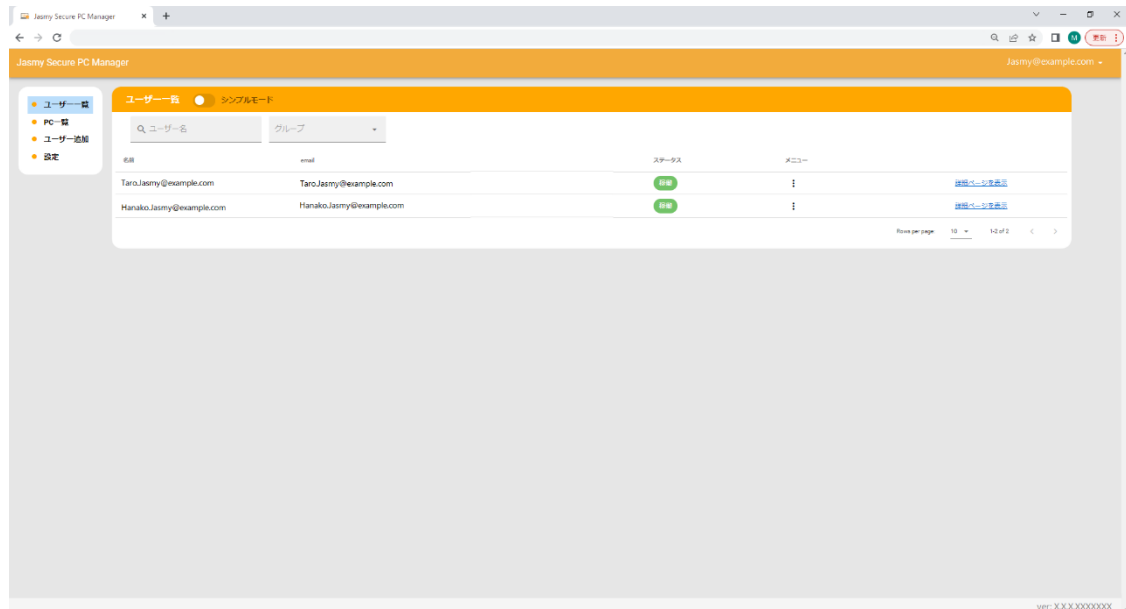 Jasmy Secure PC Manager
M 更新
Jasmy Secure PC Manager Jasmy@example.com
ユーザー一覧
PC一覧
ユーザー追加
設定
ユーザー一覧 シンプルモード
ユーザー名 グループ
名前 email ステータス メニュー
Taro.Jasmy@example.com Taro.Jasmy@example.com 稼働 詳細ページを表示
Hanako.Jasmy@example.com Hanako.Jasmy@example.com 稼働 詳細ページを表示
Rows per page 10 1-2 of 2
ver: X.X.X.XXXXXXX